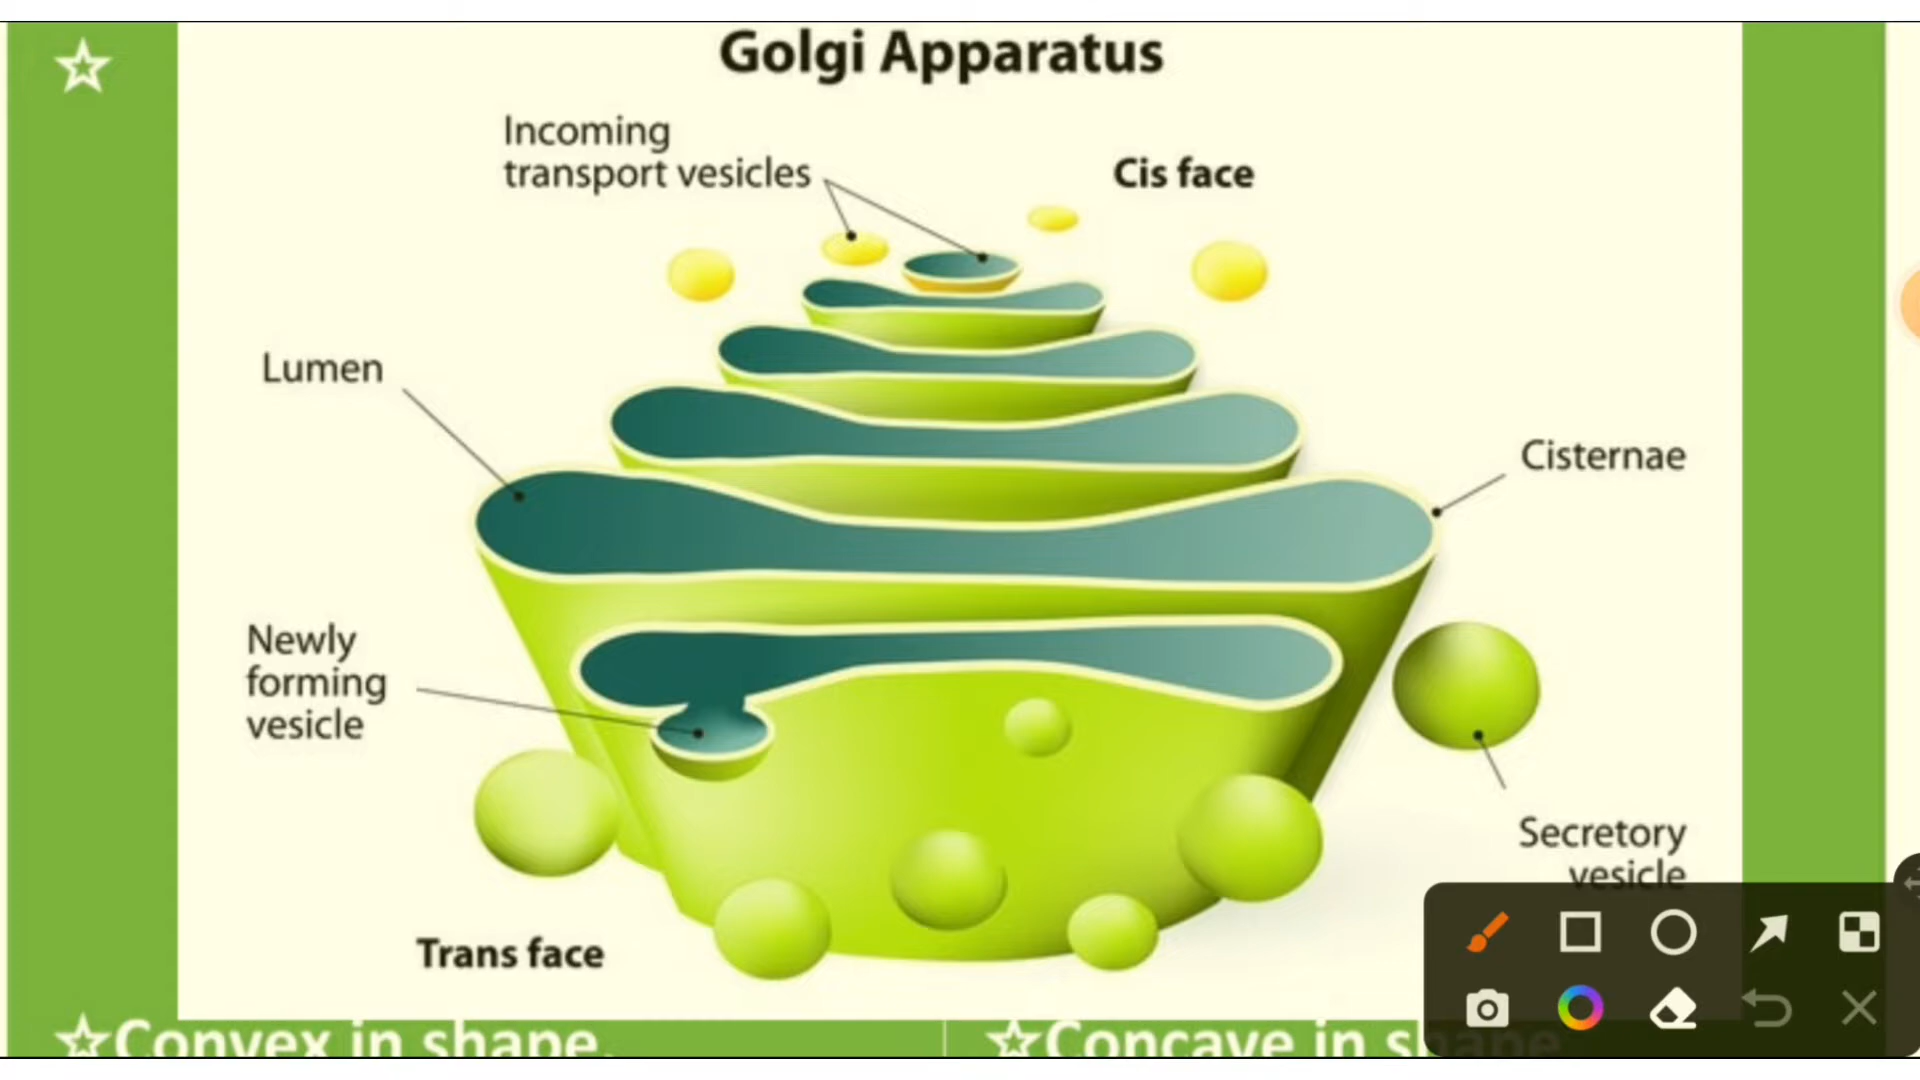 Golgi Apparatus
Incoming
transport vesicles
Cis face
Lumen
Cisternae
Newly
forming
vesicle
Secretory
vesicle
Trans face
☆Convex in shape.
☆Concave in shape